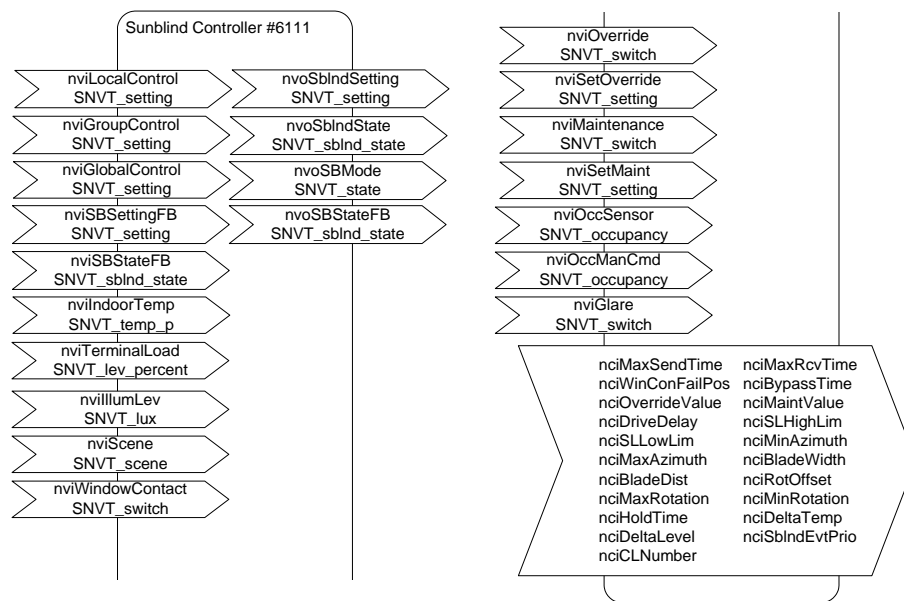 Sunblind Controller #6111
nviLocalControl
SNVT_setting
nviGroupControl
SNVT_setting
nviGlobalControl
SNVT_setting
nviSBSettingFB
SNVT_setting
nviSBStateFB
SNVT_sblnd_state
nviIndoorTemp
SNVT_temp_p
nviTerminalLoad
SNVT_lev_percent
nviIllumLev
SNVT_lux
nviScene
SNVT_scene
nviWindowContact
SNVT_switch
nvoSblndSetting
SNVT_setting
nvoSblndState
SNVT_sblnd_state
nvoSBMode
SNVT_state
nvoSBStateFB
SNVT_sblnd_state
nviOverride
SNVT_switch
nviSetOverride
SNVT_setting
nviMaintenance
SNVT_switch
nviSetMaint
SNVT_setting
nviOccSensor
SNVT_occupancy
nviOccManCmd
SNVT_occupancy
nviGlare
SNVT_switch
nciMaxSendTime nciMaxRcvTime
nciWinConFailPos nciBypassTime
nciOverrideValue nciMaintValue
nciDriveDelay nciSLHighLim
nciSLLowLim nciMinAzimuth
nciMaxAzimuth nciBladeWidth
nciBladeDist nciRotOffset
nciMaxRotation nciMinRotation
nciHoldTime nciDeltaTemp
nciDeltaLevel nciSblndEvtPrio
nciCLNumber